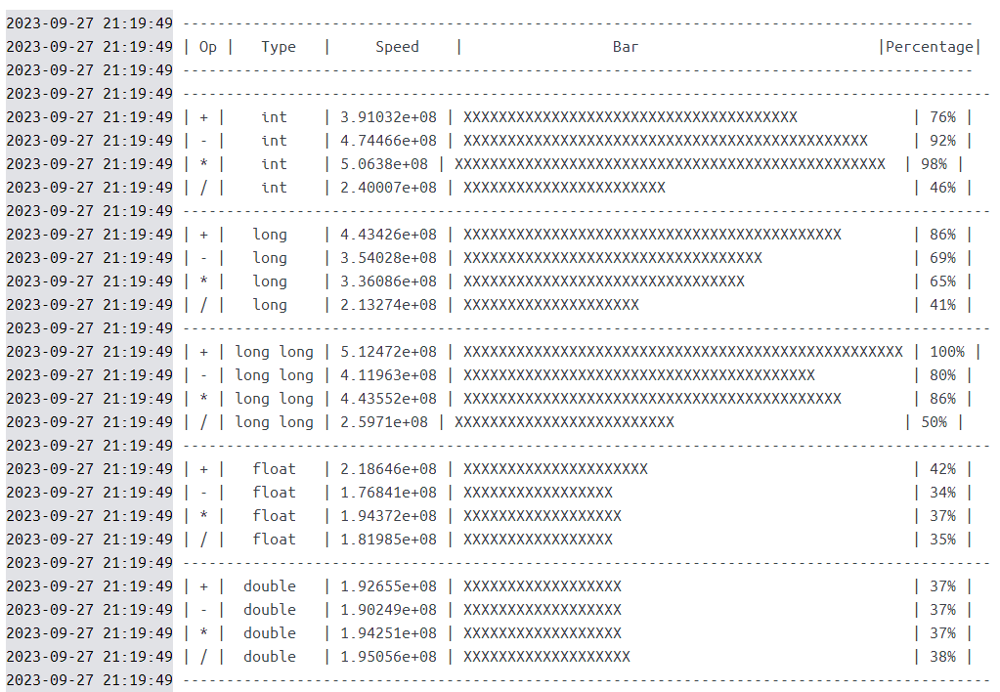 2023-09-27 21:19:49 ------------------------------------------------------------------------------------------
2023-09-27 21:19:49 | Op |   Type   |     Speed    |                 Bar                           |Percentage|
2023-09-27 21:19:49 ------------------------------------------------------------------------------------------
2023-09-27 21:19:49 --------------------------------------------------------------------------------------------
2023-09-27 21:19:49 | + |    int    | 3.91032e+08 | XXXXXXXXXXXXXXXXXXXXXXXXXXXXXXXXXXXXXX             | 76% |
2023-09-27 21:19:49 | - |    int    | 4.74466e+08 | XXXXXXXXXXXXXXXXXXXXXXXXXXXXXXXXXXXXXXXXXXXXXX     | 92% |
2023-09-27 21:19:49 | * |    int    | 5.0638e+08 | XXXXXXXXXXXXXXXXXXXXXXXXXXXXXXXXXXXXXXXXXXXXXXXXX  | 98% |
2023-09-27 21:19:49 | / |    int    | 2.40007e+08 | XXXXXXXXXXXXXXXXXXXXXXX                            | 46% |
2023-09-27 21:19:49 --------------------------------------------------------------------------------------------
2023-09-27 21:19:49 | + |   long    | 4.43426e+08 | XXXXXXXXXXXXXXXXXXXXXXXXXXXXXXXXXXXXXXXXXXX        | 86% |
2023-09-27 21:19:49 | - |   long    | 3.54028e+08 | XXXXXXXXXXXXXXXXXXXXXXXXXXXXXXXXXX                 | 69% |
2023-09-27 21:19:49 | * |   long    | 3.36086e+08 | XXXXXXXXXXXXXXXXXXXXXXXXXXXXXXXX                   | 65% |
2023-09-27 21:19:49 | / |   long    | 2.13274e+08 | XXXXXXXXXXXXXXXXXXXX                               | 41% |
2023-09-27 21:19:49 --------------------------------------------------------------------------------------------
2023-09-27 21:19:49 | + | long long | 5.12472e+08 | XXXXXXXXXXXXXXXXXXXXXXXXXXXXXXXXXXXXXXXXXXXXXXXXXX | 100% |
2023-09-27 21:19:49 | - | long long | 4.11963e+08 | XXXXXXXXXXXXXXXXXXXXXXXXXXXXXXXXXXXXXXXX           | 80% |
2023-09-27 21:19:49 | * | long long | 4.43552e+08 | XXXXXXXXXXXXXXXXXXXXXXXXXXXXXXXXXXXXXXXXXXX        | 86% |
2023-09-27 21:19:49 | / | long long | 2.5971e+08 | XXXXXXXXXXXXXXXXXXXXXXXXX                          | 50% |
2023-09-27 21:19:49 --------------------------------------------------------------------------------------------
2023-09-27 21:19:49 | + |   float   | 2.18646e+08 | XXXXXXXXXXXXXXXXXXXXX                              | 42% |
2023-09-27 21:19:49 | - |   float   | 1.76841e+08 | XXXXXXXXXXXXXXXXX                                  | 34% |
2023-09-27 21:19:49 | * |   float   | 1.94372e+08 | XXXXXXXXXXXXXXXXXX                                 | 37% |
2023-09-27 21:19:49 | / |   float   | 1.81985e+08 | XXXXXXXXXXXXXXXXX                                  | 35% |
2023-09-27 21:19:49 --------------------------------------------------------------------------------------------
2023-09-27 21:19:49 | + |  double   | 1.92655e+08 | XXXXXXXXXXXXXXXXXX                                 | 37% |
2023-09-27 21:19:49 | - |  double   | 1.90249e+08 | XXXXXXXXXXXXXXXXXX                                 | 37% |
2023-09-27 21:19:49 | * |  double   | 1.94251e+08 | XXXXXXXXXXXXXXXXXX                                 | 37% |
2023-09-27 21:19:49 | / |  double   | 1.95056e+08 | XXXXXXXXXXXXXXXXXXX                                | 38% |
2023-09-27 21:19:49 --------------------------------------------------------------------------------------------